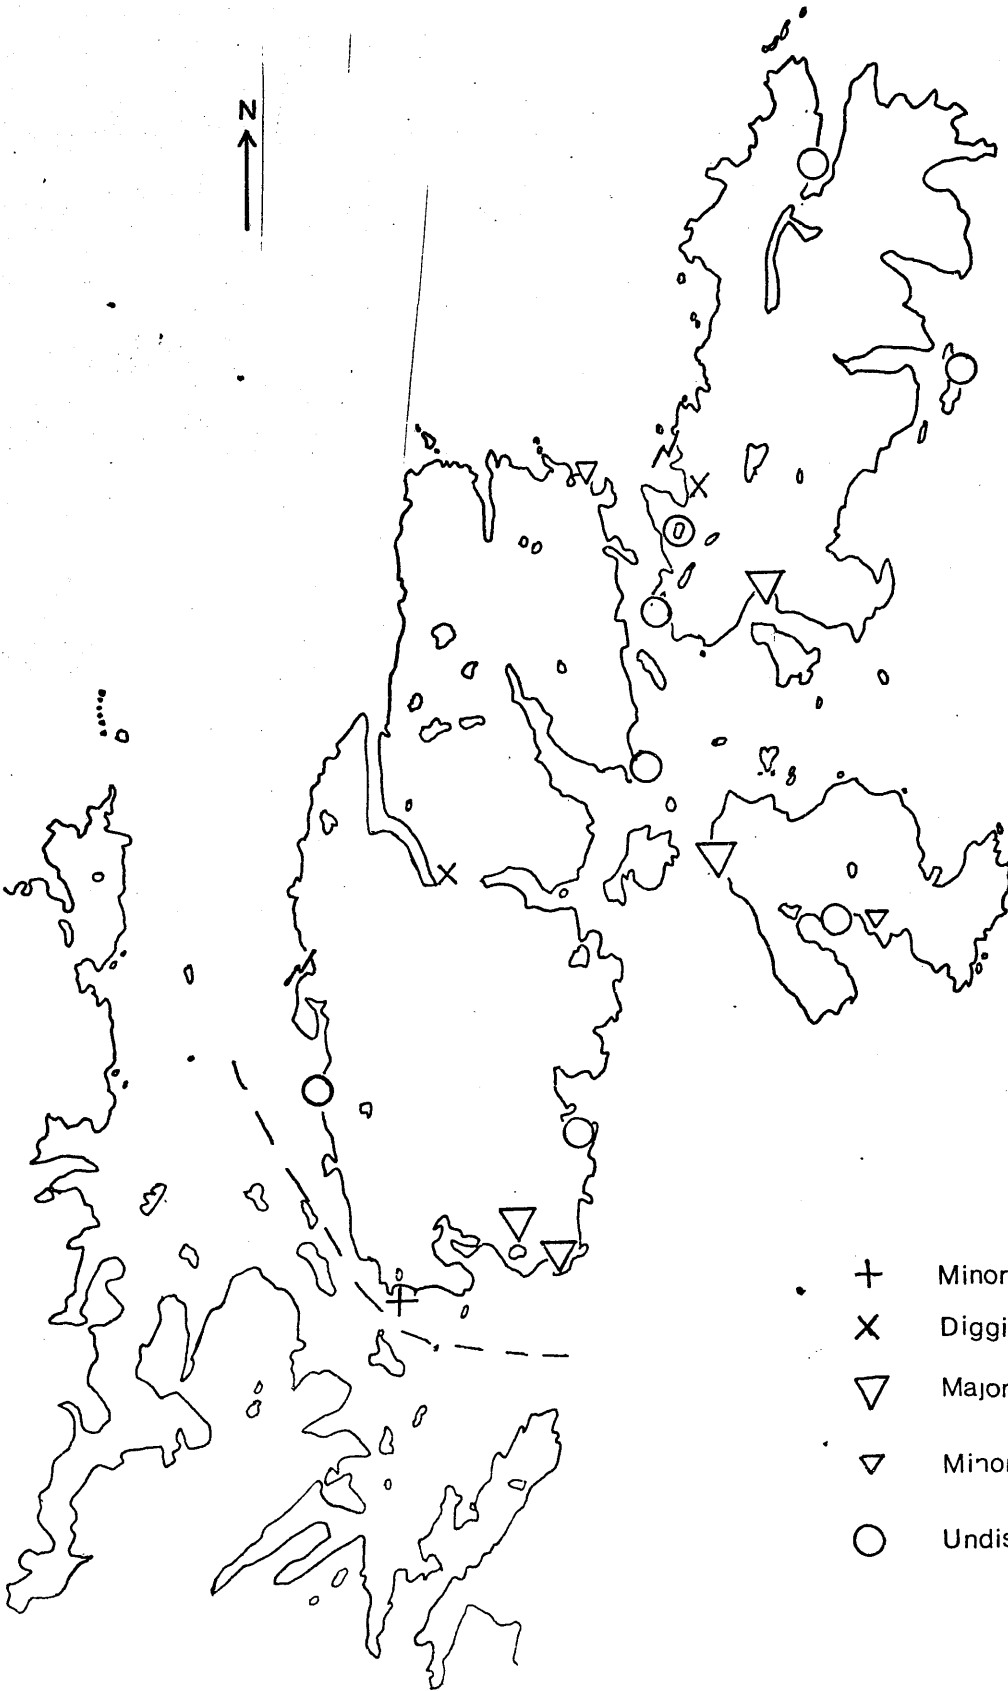 N
+ Minor
× Diggi
▽ Major
▽ Minor
○ Undis